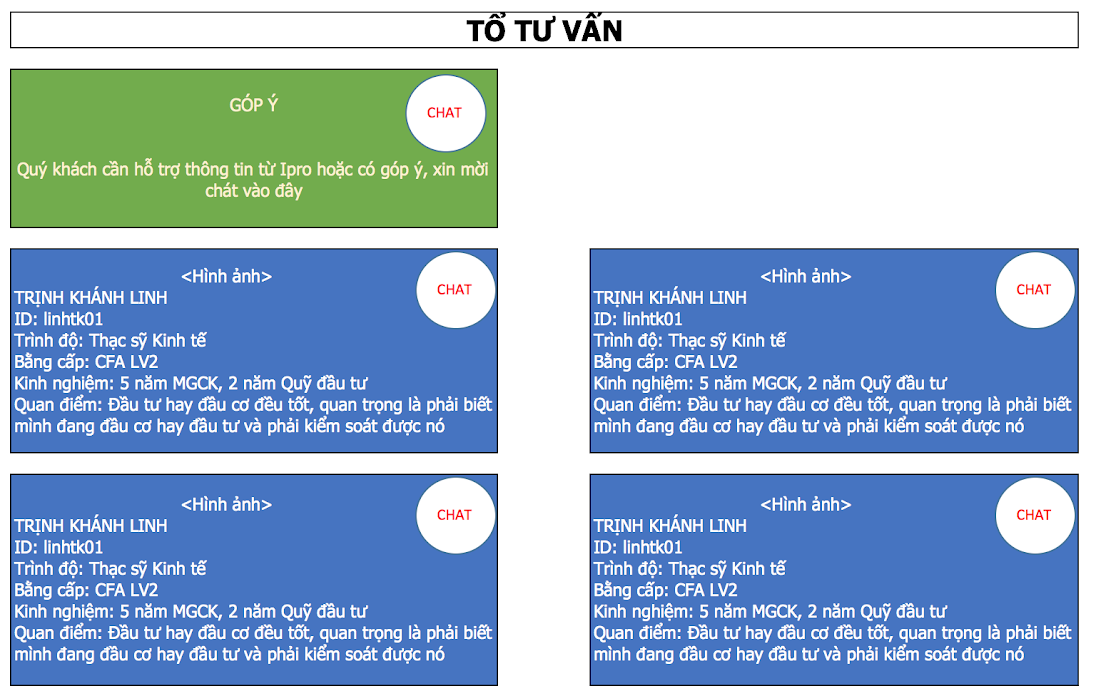 TỔ TƯ VẤN
GÓP Ý
CHAT
Quý khách cần hỗ trợ thông tin từ Ipro hoặc có góp ý, xin mời
chát vào đây
<Hình ảnh>
CHAT
TRỊNH KHÁNH LINH
ID: linhtk01
Trình độ: Thạc sỹ Kinh tế
Bằng cấp: CFA LV2
Kinh nghiệm: 5 năm MGCK, 2 năm Quỹ đầu tư
Quan điểm: Đầu tư hay đầu cơ đều tốt, quan trọng là phải biết
mình đang đầu cơ hay đầu tư và phải kiểm soát được nó
<Hình ảnh>
CHAT
TRỊNH KHÁNH LINH
ID: linhtk01
Trình độ: Thạc sỹ Kinh tế
Bằng cấp: CFA LV2
Kinh nghiệm: 5 năm MGCK, 2 năm Quỹ đầu tư
Quan điểm: Đầu tư hay đầu cơ đều tốt, quan trọng là phải biết
mình đang đầu cơ hay đầu tư và phải kiểm soát được nó
<Hình ảnh>
CHAT
TRỊNH KHÁNH LINH
ID: linhtk01
Trình độ: Thạc sỹ Kinh tế
Bằng cấp: CFA LV2
Kinh nghiệm: 5 năm MGCK, 2 năm Quỹ đầu tư
Quan điểm: Đầu tư hay đầu cơ đều tốt, quan trọng là phải biết
mình đang đầu cơ hay đầu tư và phải kiểm soát được nó
<Hình ảnh>
CHAT
TRỊNH KHÁNH LINH
ID: linhtk01
Trình độ: Thạc sỹ Kinh tế
Bằng cấp: CFA LV2
Kinh nghiệm: 5 năm MGCK, 2 năm Quỹ đầu tư
Quan điểm: Đầu tư hay đầu cơ đều tốt, quan trọng là phải biết
mình đang đầu cơ hay đầu tư và phải kiểm soát được nó